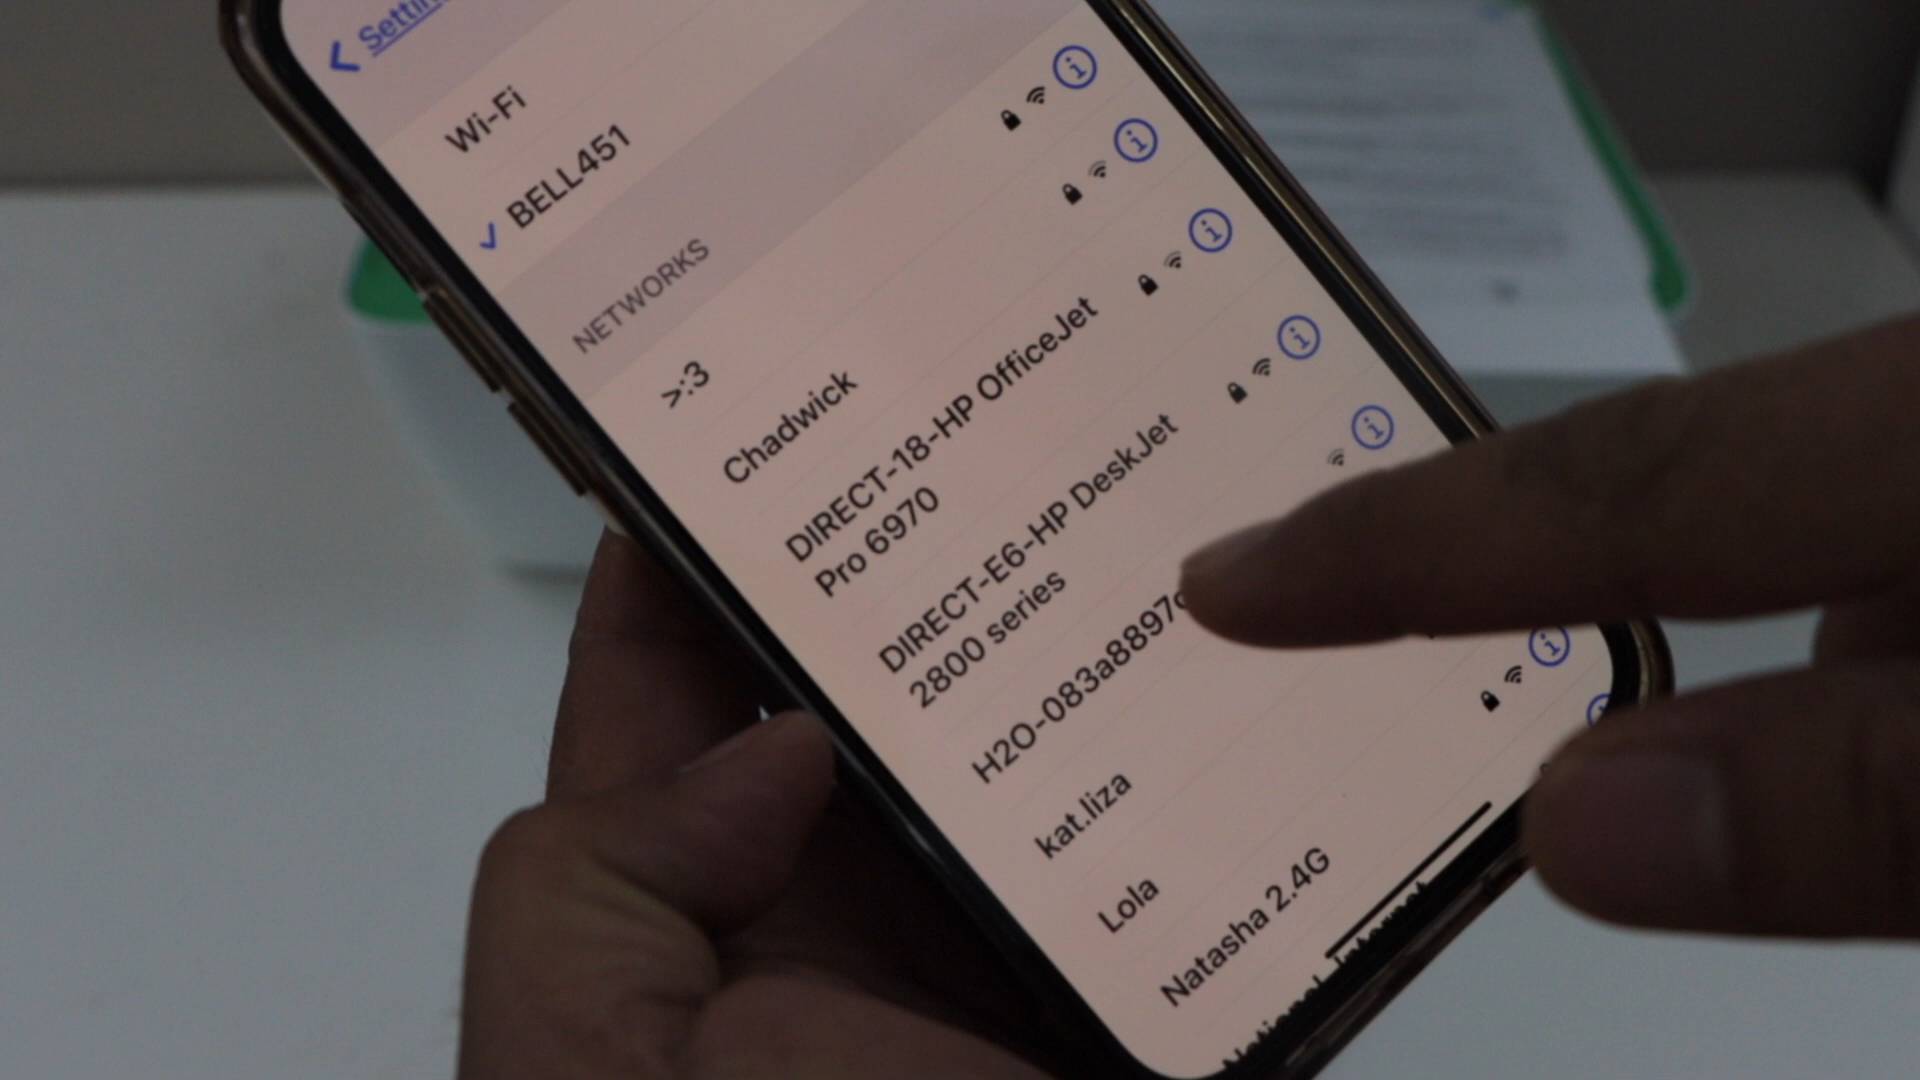 Settin
Wi-Fi
BELL451
NETWORKS
>:3
Chadwick
DIRECT-18-HP OfficeJet
Pro 6970
DIRECT-E6-HP DeskJet
2800 series
H2O-083a8897
kat.liza
Lola
Natasha 2.4G